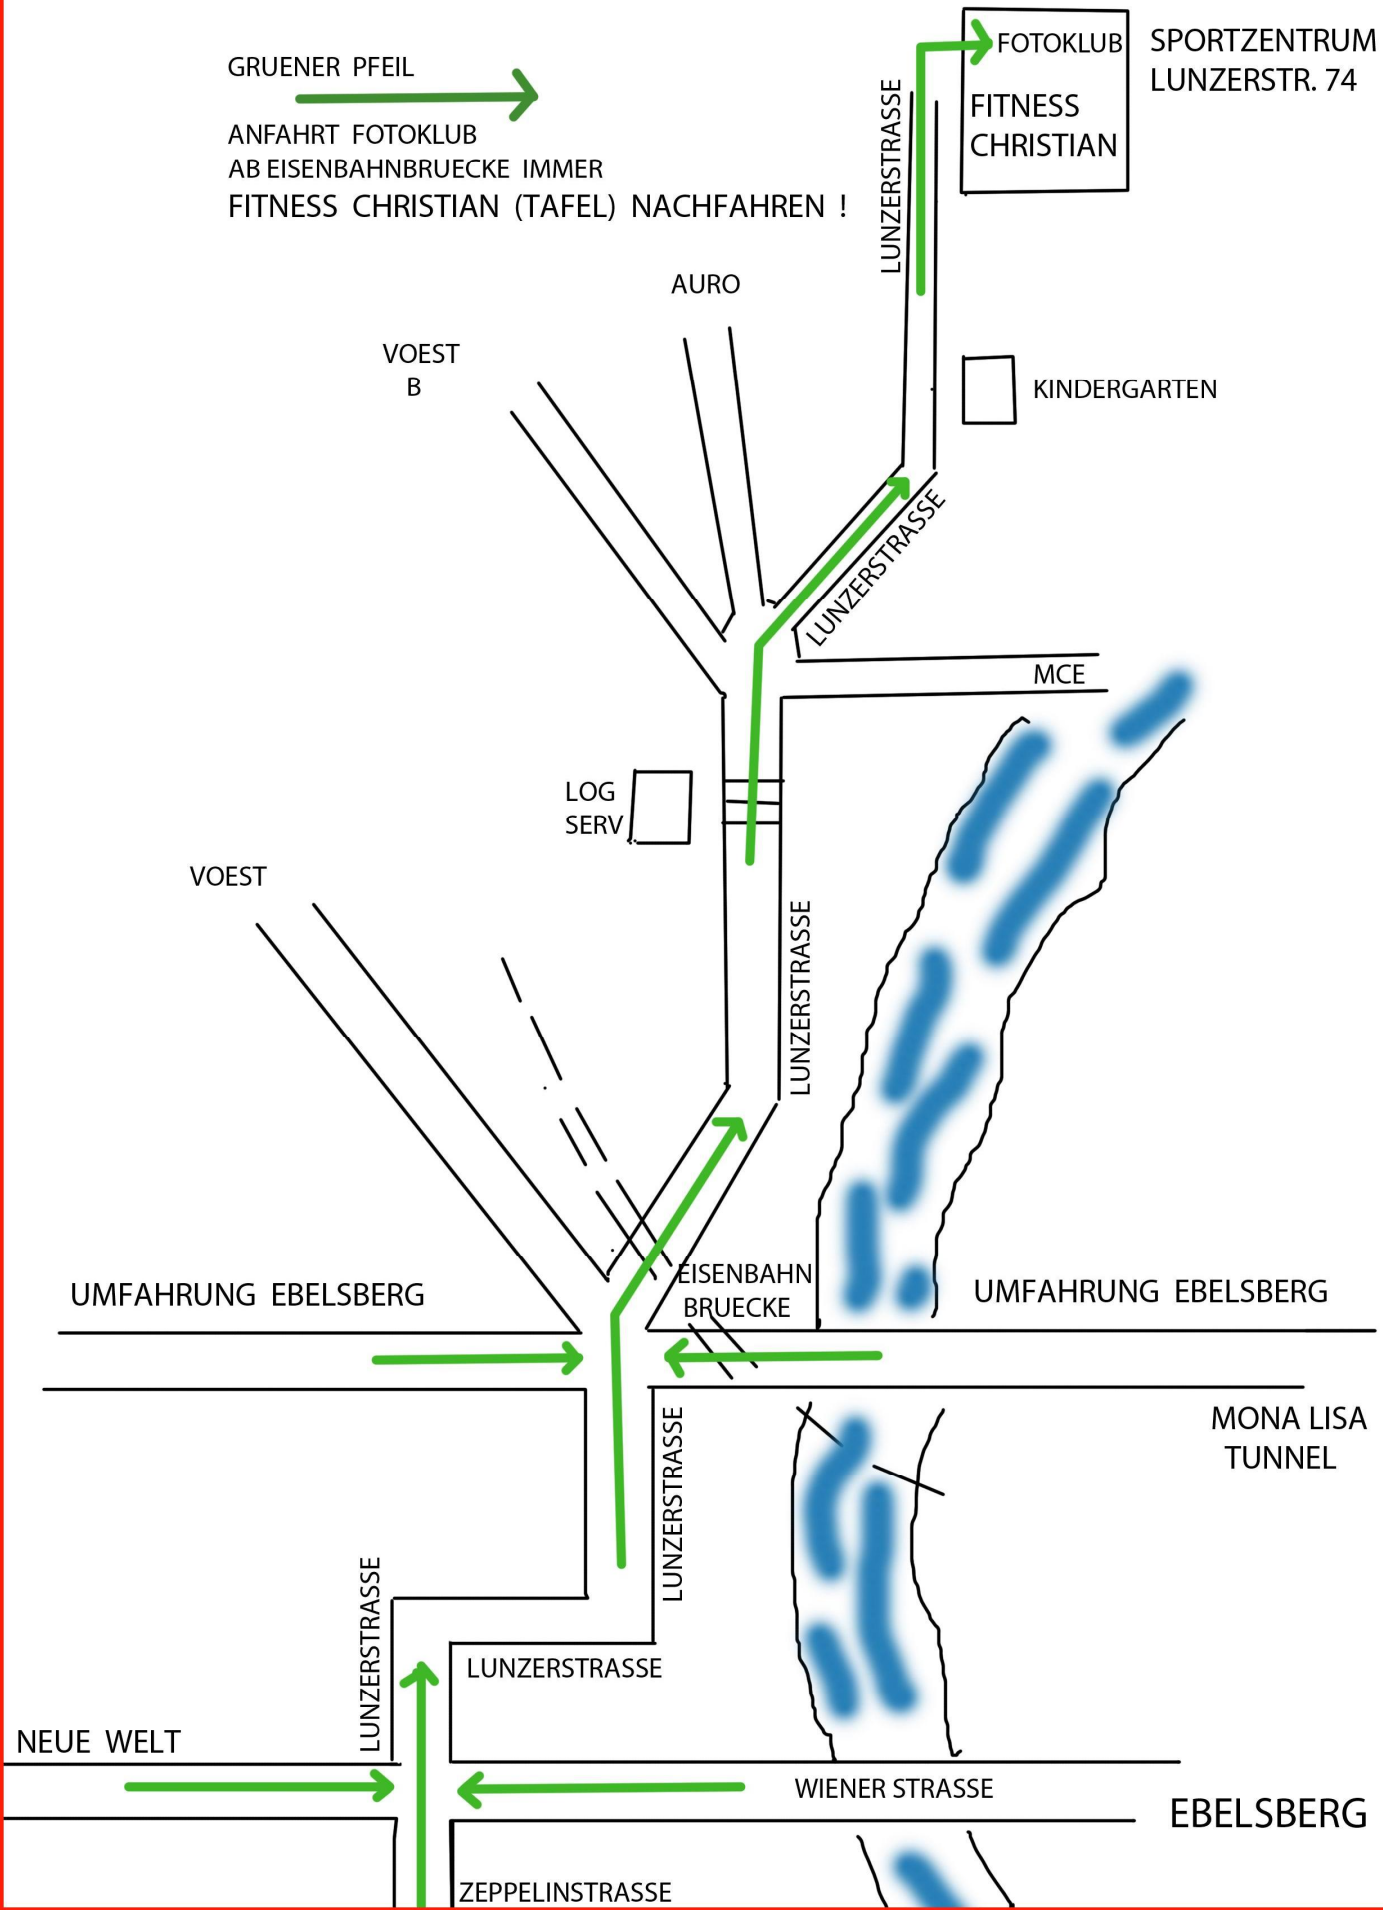 FOTOKLUB
SPORTZENTRUM
LUNZERSTR. 74
GRUENER PFEIL
FITNESS
CHRISTIAN
ANFAHRT FOTOKLUB
AB EISENBAHNBRUECKE IMMER
FITNESS CHRISTIAN (TAFEL) NACHFAHREN !
LUNZERSTRASSE
AURO
VOEST
B
KINDERGARTEN
LUNZERSTRASSE
MCE
LOG
SERV
VOEST
LUNZERSTRASSE
EISENBAHN
BRUECKE
UMFAHRUNG EBELSBERG
UMFAHRUNG EBELSBERG
MONA LISA
TUNNEL
LUNZERSTRASSE
LUNZERSTRASSE
LUNZERSTRASSE
NEUE WELT
WIENER STRASSE
EBELSBERG
ZEPPELINSTRASSE